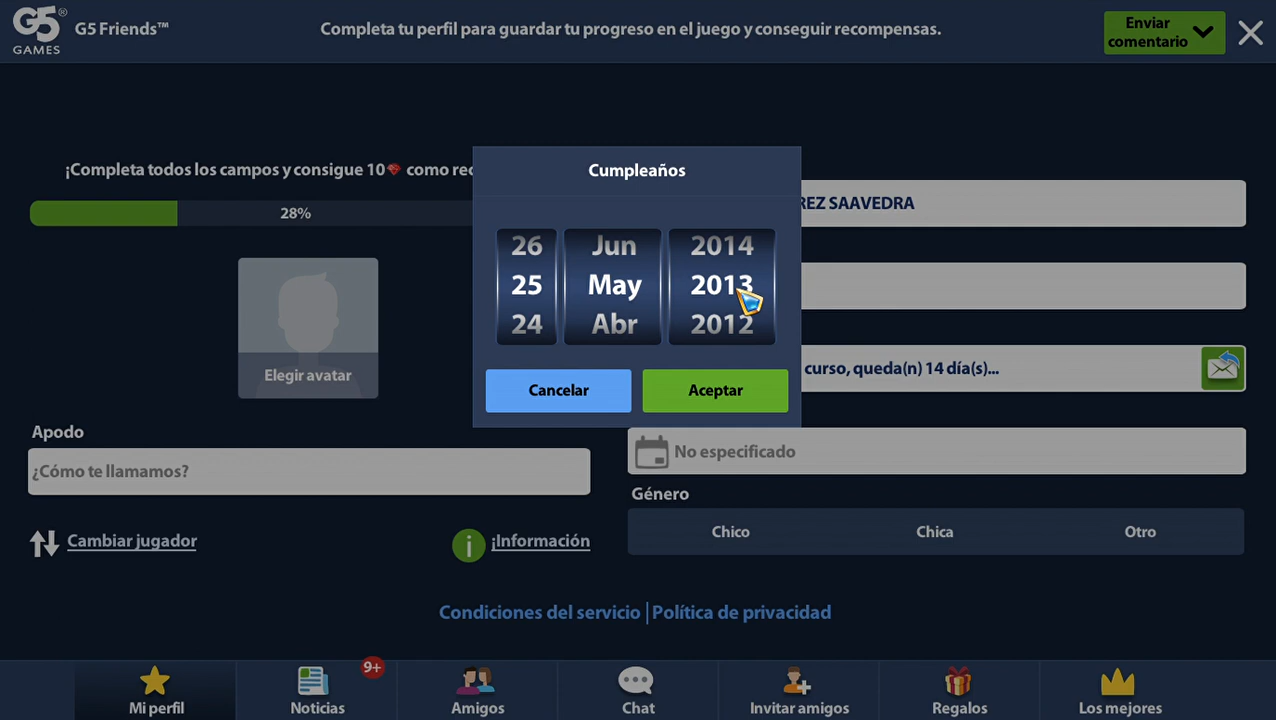 G5®
GAMES
G5 Friends™
Completa tu perfil para guardar tu progreso en el juego y conseguir recompensas.
Enviar
comentario
¡Completa todos los campos y consigue 10 como rec
28%
Elegir avatar
Apodo
¿Cómo te llamamos?
Cambiar jugador
¡Información
Cumpleaños
26 Jun 2014
25 May 2013
24 Abr 2012
Cancelar
Aceptar
REZ SAAVEDRA
curso, queda(n) 14 día(s)...
No especificado
Género
Chico
Chica
Otro
Condiciones del servicio | Política de privacidad
Mi perfil
9+
Noticias
Amigos
Chat
Invitar amigos
Regalos
Los mejores